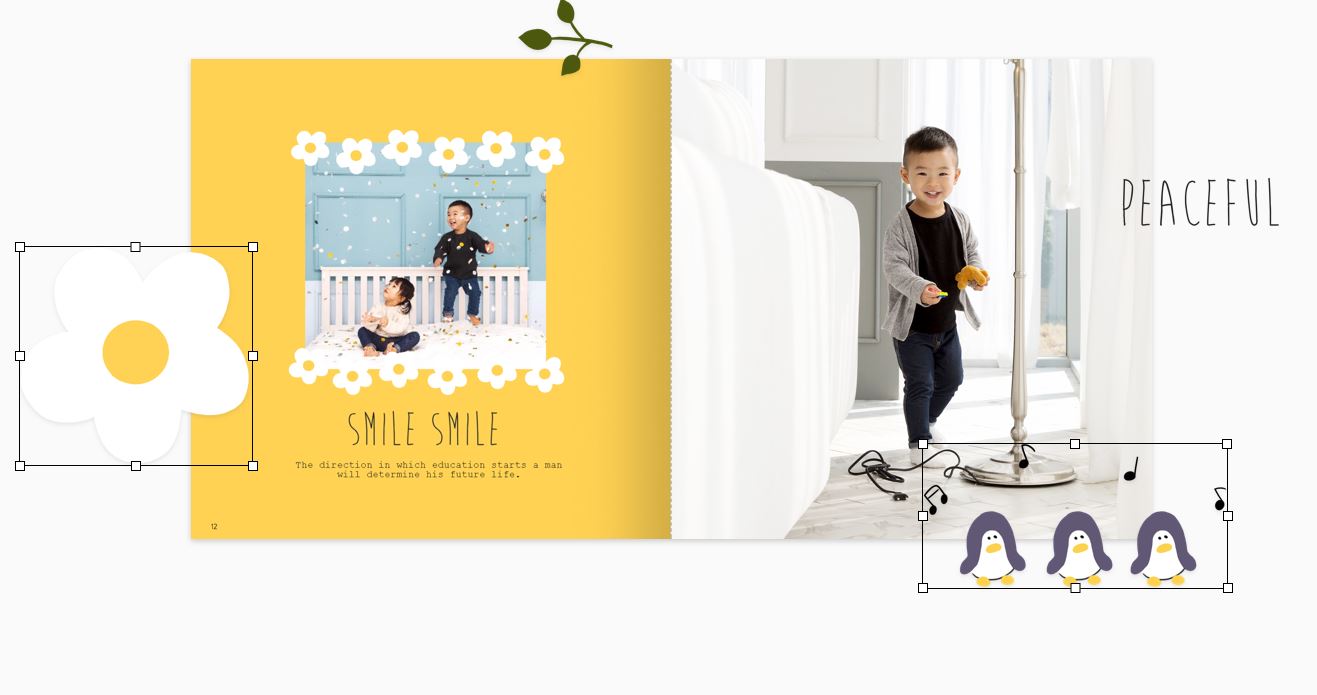 PEACEFUL
SMILE SMILE
The direction in which education starts a man
will determine his future life.
12